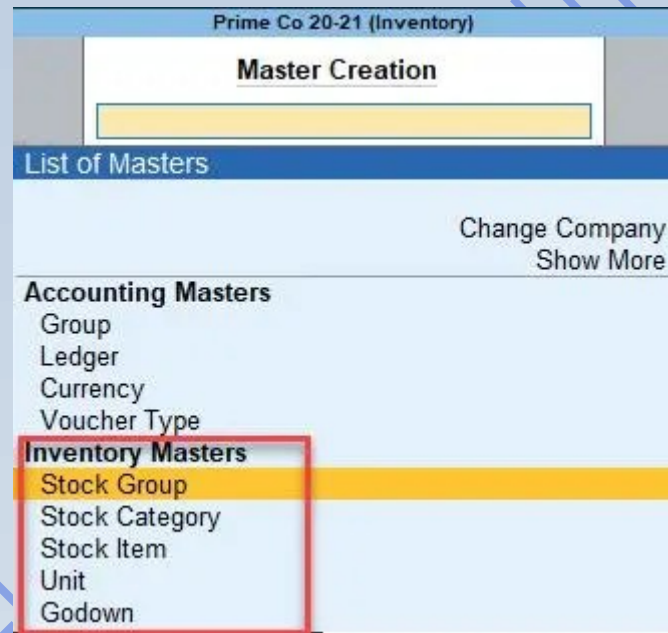 Prime Co 20-21 (Inventory)
Master Creation
List of Masters
Change Company
Show More
Accounting Masters
Group
Ledger
Currency
Voucher Type
Inventory Masters
Stock Group
Stock Category
Stock Item
Unit
Godown